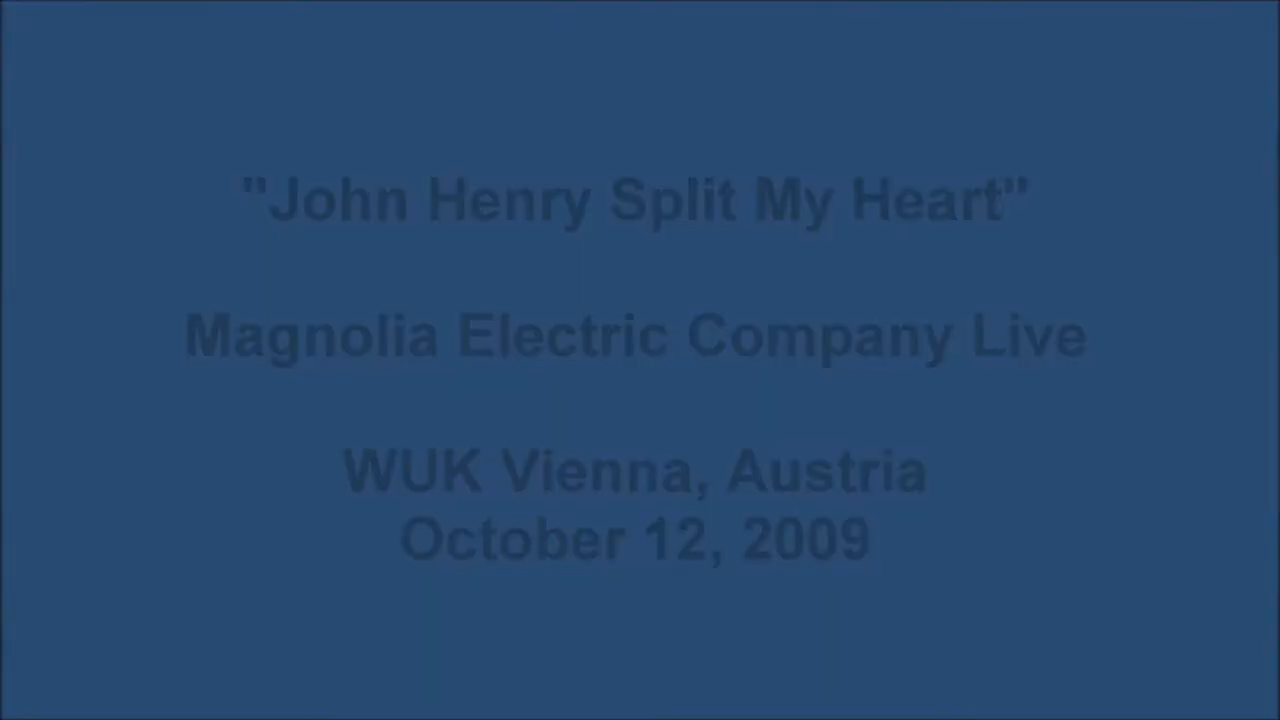 "John Henry Split My Heart"
Magnolia Electric Company Live
WUK Vienna, Austria
October 12, 2009